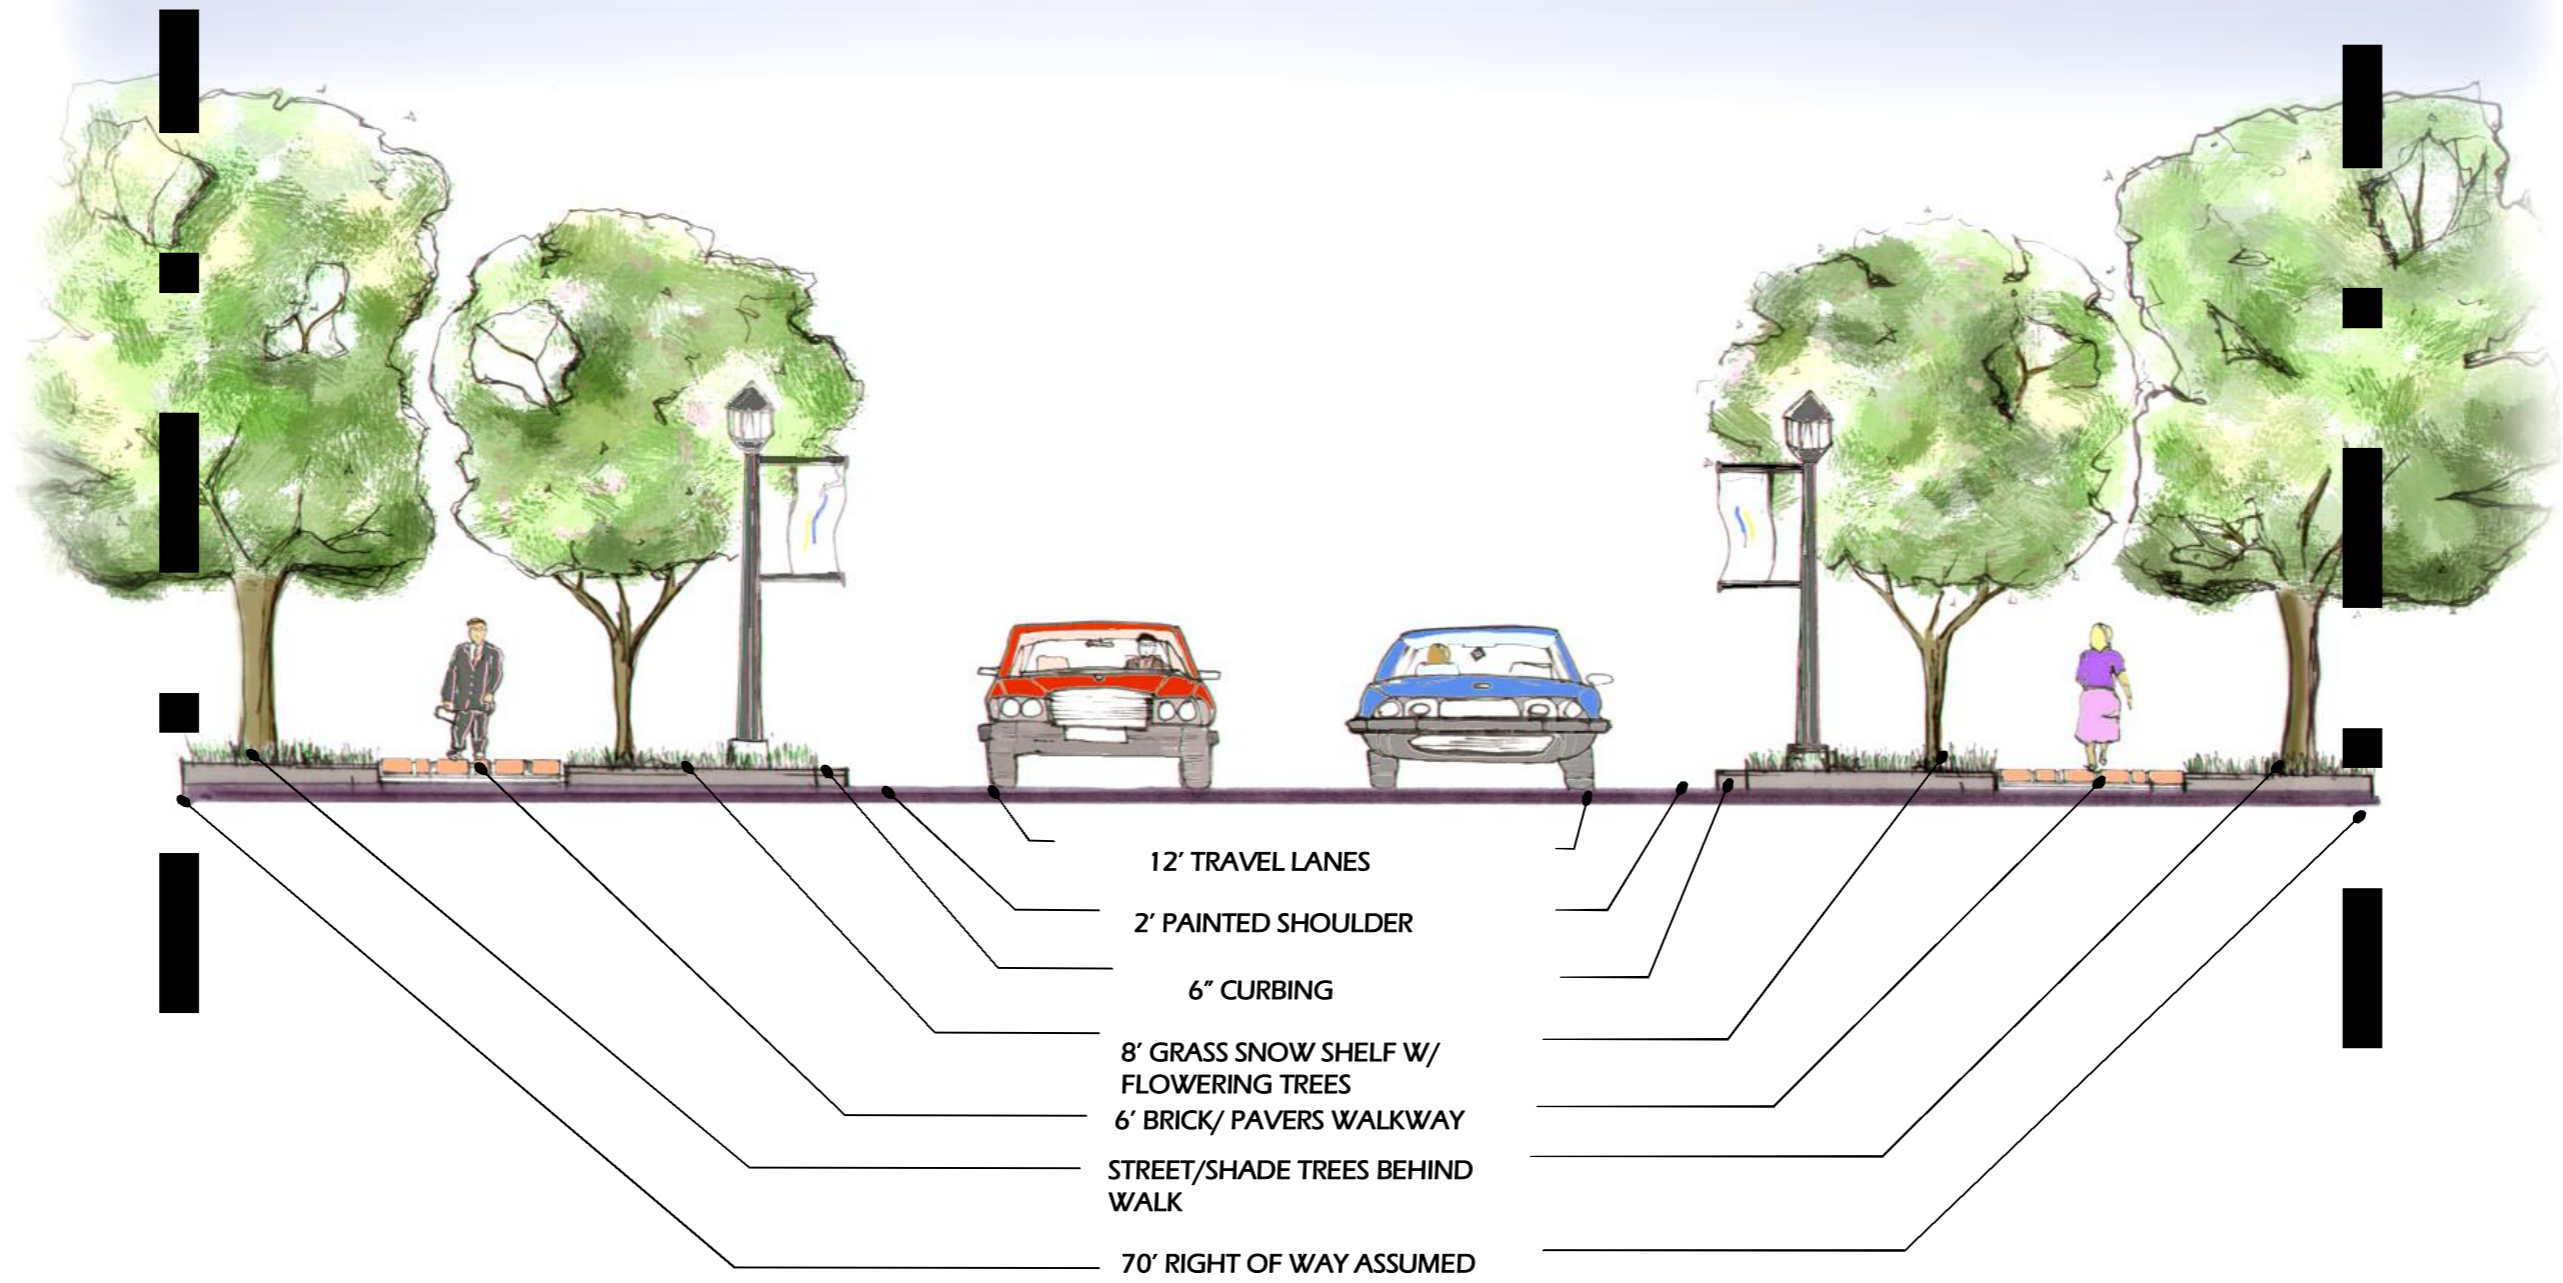 12′ TRAVEL LANES
2′ PAINTED SHOULDER
6″ CURBING
8′ GRASS SNOW SHELF W/
FLOWERING TREES
6′ BRICK/ PAVERS WALKWAY
STREET/SHADE TREES BEHIND
WALK
70′ RIGHT OF WAY ASSUMED